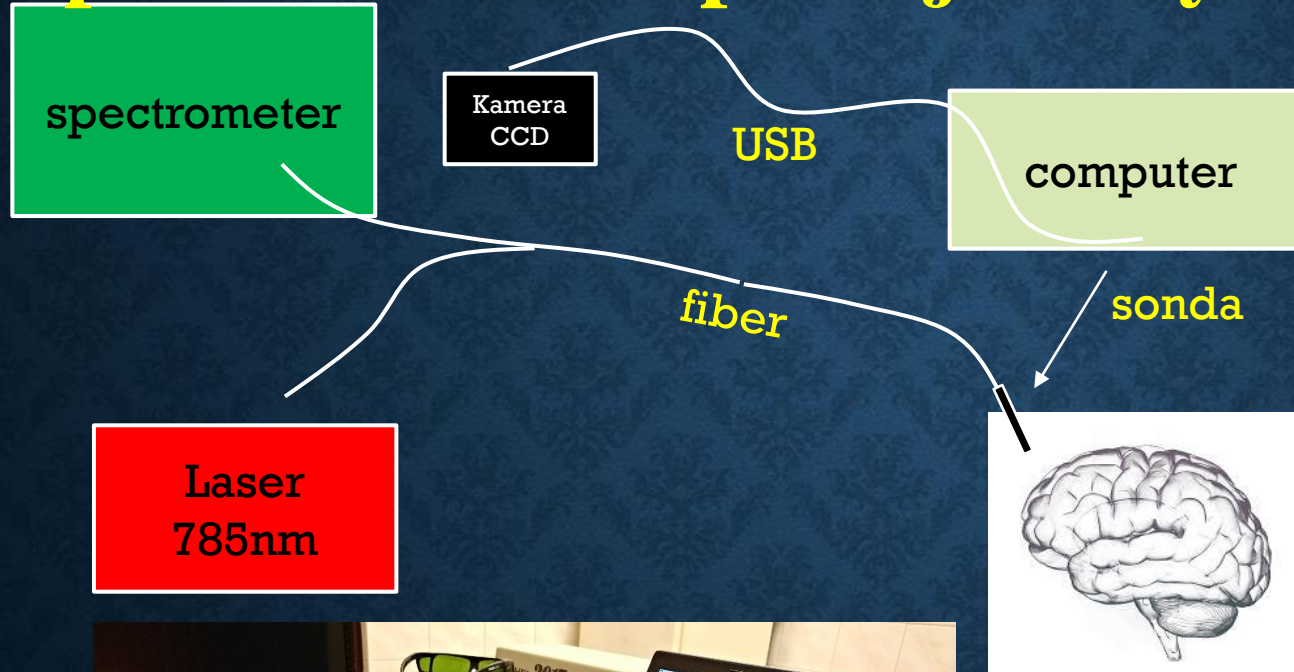 spectrometer
Kamera
CCD
USB
computer
fiber
sonda
Laser
785nm